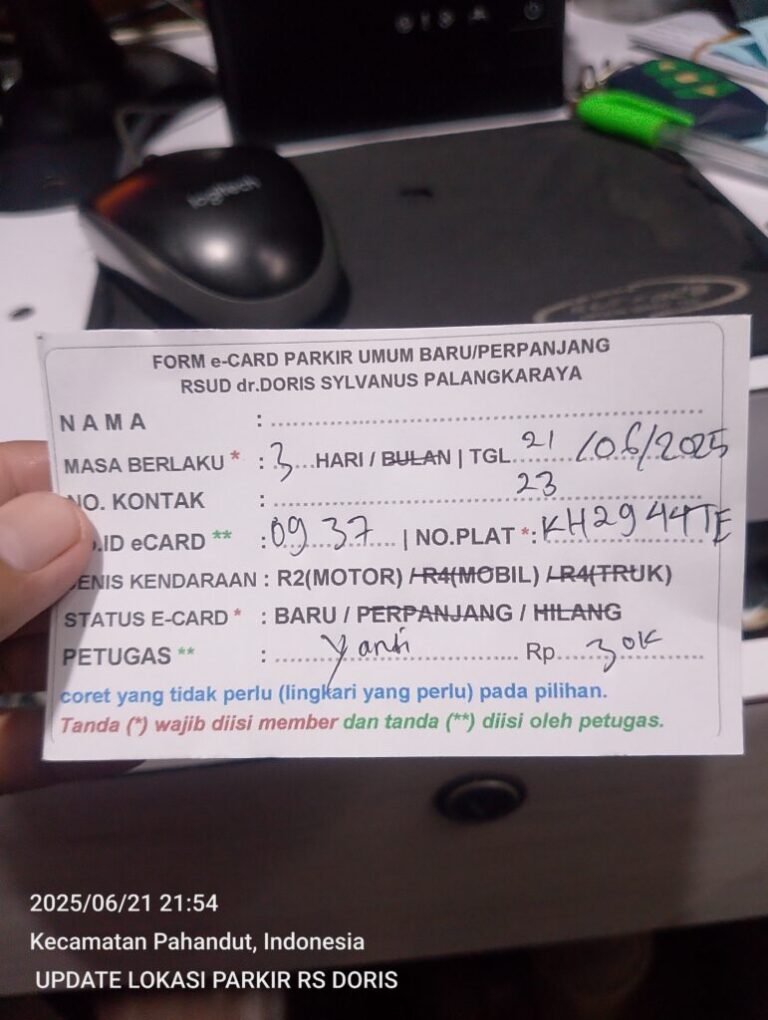 logitech
FORM e-CARD PARKIR UMUM BARU/PERPANJANG
RSUD dr.DORIS SYLVANUS PALANGKARAYA
NAMA :
MASA BERLAKU * : 3 HARI / BULAN | TGL 21 /06/2025
23
NO. KONTAK :
.ID eCARD ** : 0937 | NO.PLAT *: KH2944TE
JENIS KENDARAAN : R2(MOTOR) / R4(MOBIL) / R4(TRUK)
STATUS E-CARD * : BARU / PERPANJANG / HILANG
PETUGAS ** : Yanti Rp. 30K
coret yang tidak perlu (lingkari yang perlu) pada pilihan.
Tanda (*) wajib diisi member dan tanda (**) diisi oleh petugas.
2025/06/21 21:54
Kecamatan Pahandut, Indonesia
UPDATE LOKASI PARKIR RS DORIS